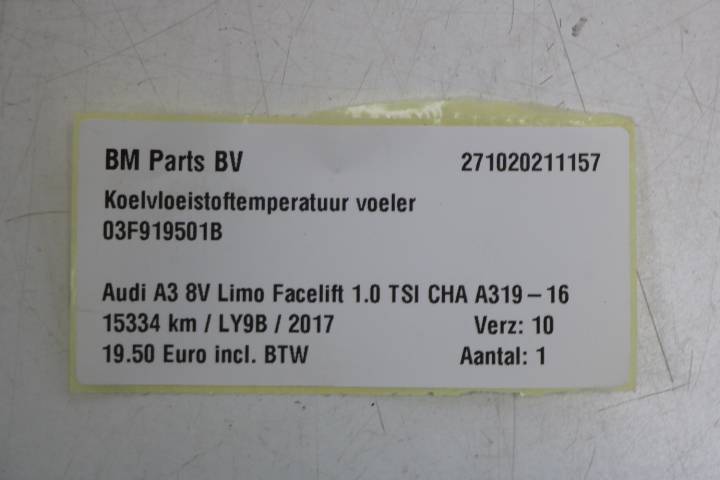 BM Parts BV 271020211157
Koelvloeistoftemperatuur voeler
03F919501B
Audi A3 8V Limo Facelift 1.0 TSI CHA A319-16
15334 km / LY9B / 2017 Verz: 10
19.50 Euro incl. BTW Aantal: 1